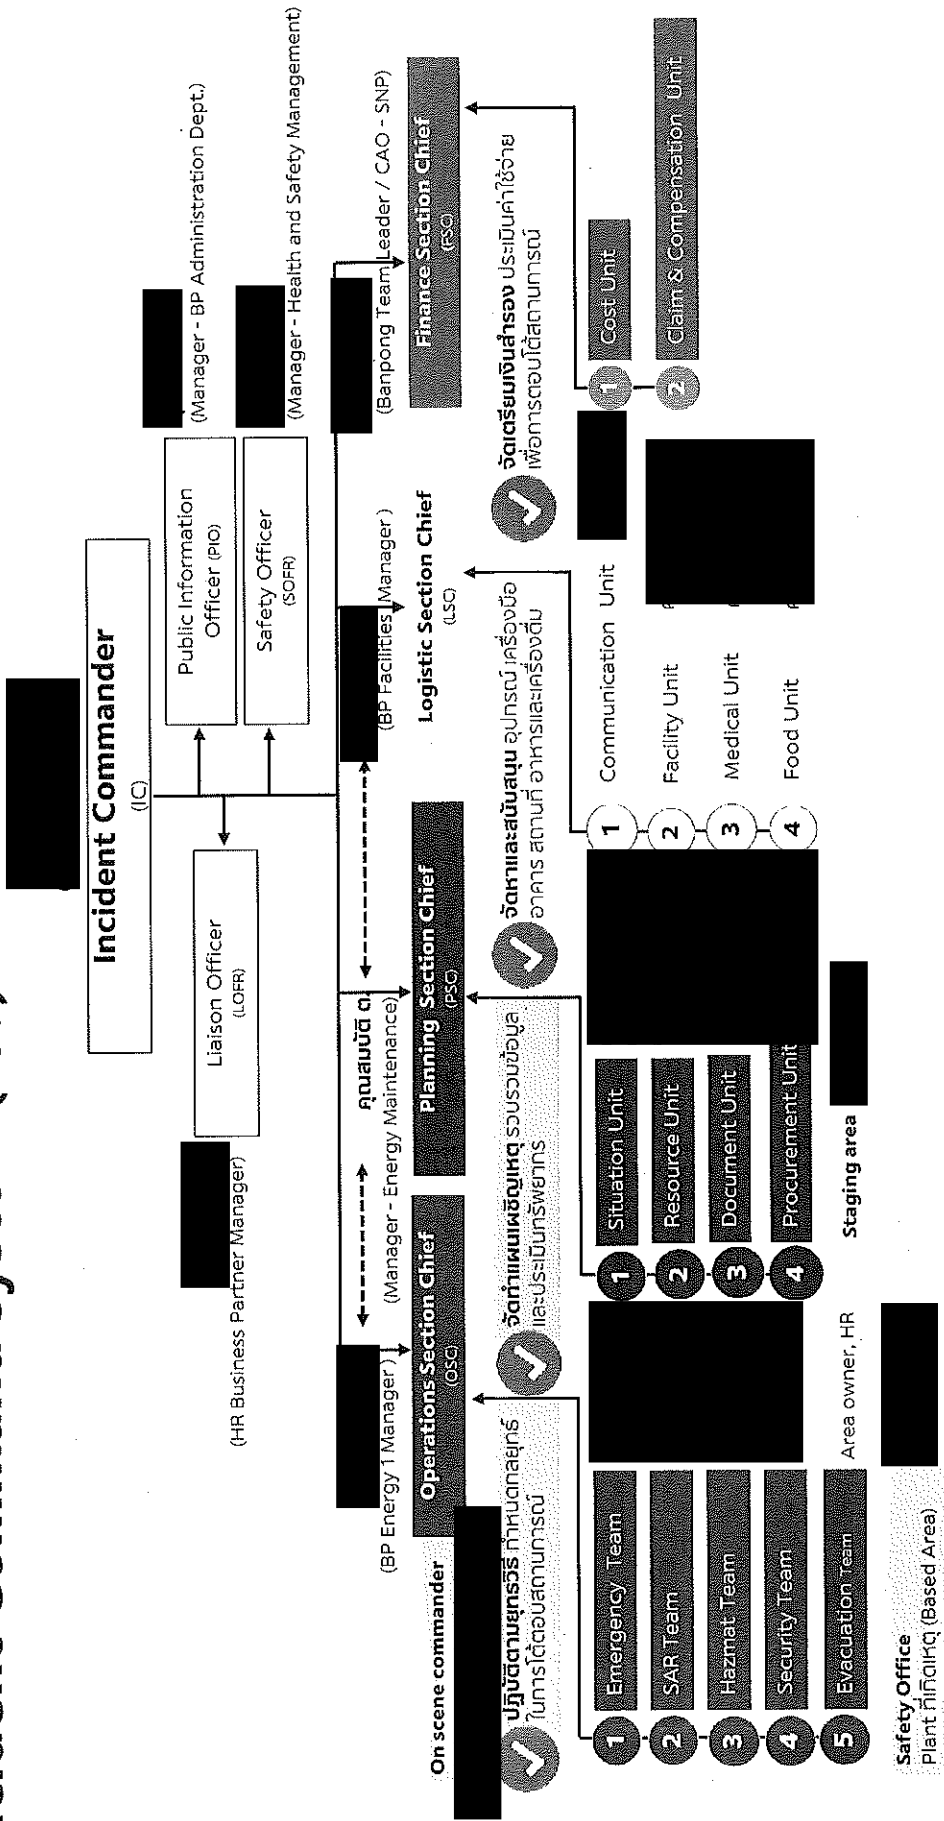 Incident Commander
(IC)
Liaison Officer
(LOFR)
(HR Business Partner Manager)
Public Information
Officer (PIO)
(Manager - BP Administration Dept.)
Safety Officer
(SOFR)
(Manager - Health and Safety Management)
คุณสมบัติ ต.
(BP Energy 1 Manager)
(Manager - Energy Maintenance)
(BP Facilities Manager)
(Banpong Team Leader / CAO - SNP)
On scene commander
Operations Section Chief
(OSC)
Planning Section Chief
(PSC)
Logistic Section Chief
(LSC)
Finance Section Chief
(FSC)
ปฏิบัติตามยุทธวิธี กำหนดกลยุทธ์
ในการโต้ตอบสถานการณ์
จัดทำแผนเผชิญเหตุ รวบรวมข้อมูล
และประเมินทรัพยากร
จัดหาและสนับสนุน อุปกรณ์ เครื่องมือ
อาคาร สถานที่ อาหารและเครื่องดื่ม
จัดเตรียมเงินสำรอง ประเมินค่าใช้จ่าย
เพื่อการตอบโต้สถานการณ์
1 Emergency Team
2 SAR Team
3 Hazmat Team
4 Security Team
5 Evacuation Team
Area owner, HR
1 Situation Unit
2 Resource Unit
3 Document Unit
4 Procurement Unit
Staging area
1 Communication Unit
2 Facility Unit
3 Medical Unit
4 Food Unit
1 Cost Unit
2 Claim & Compensation Unit
Safety Office
Plant ที่เกิดเหตุ (Based Area)